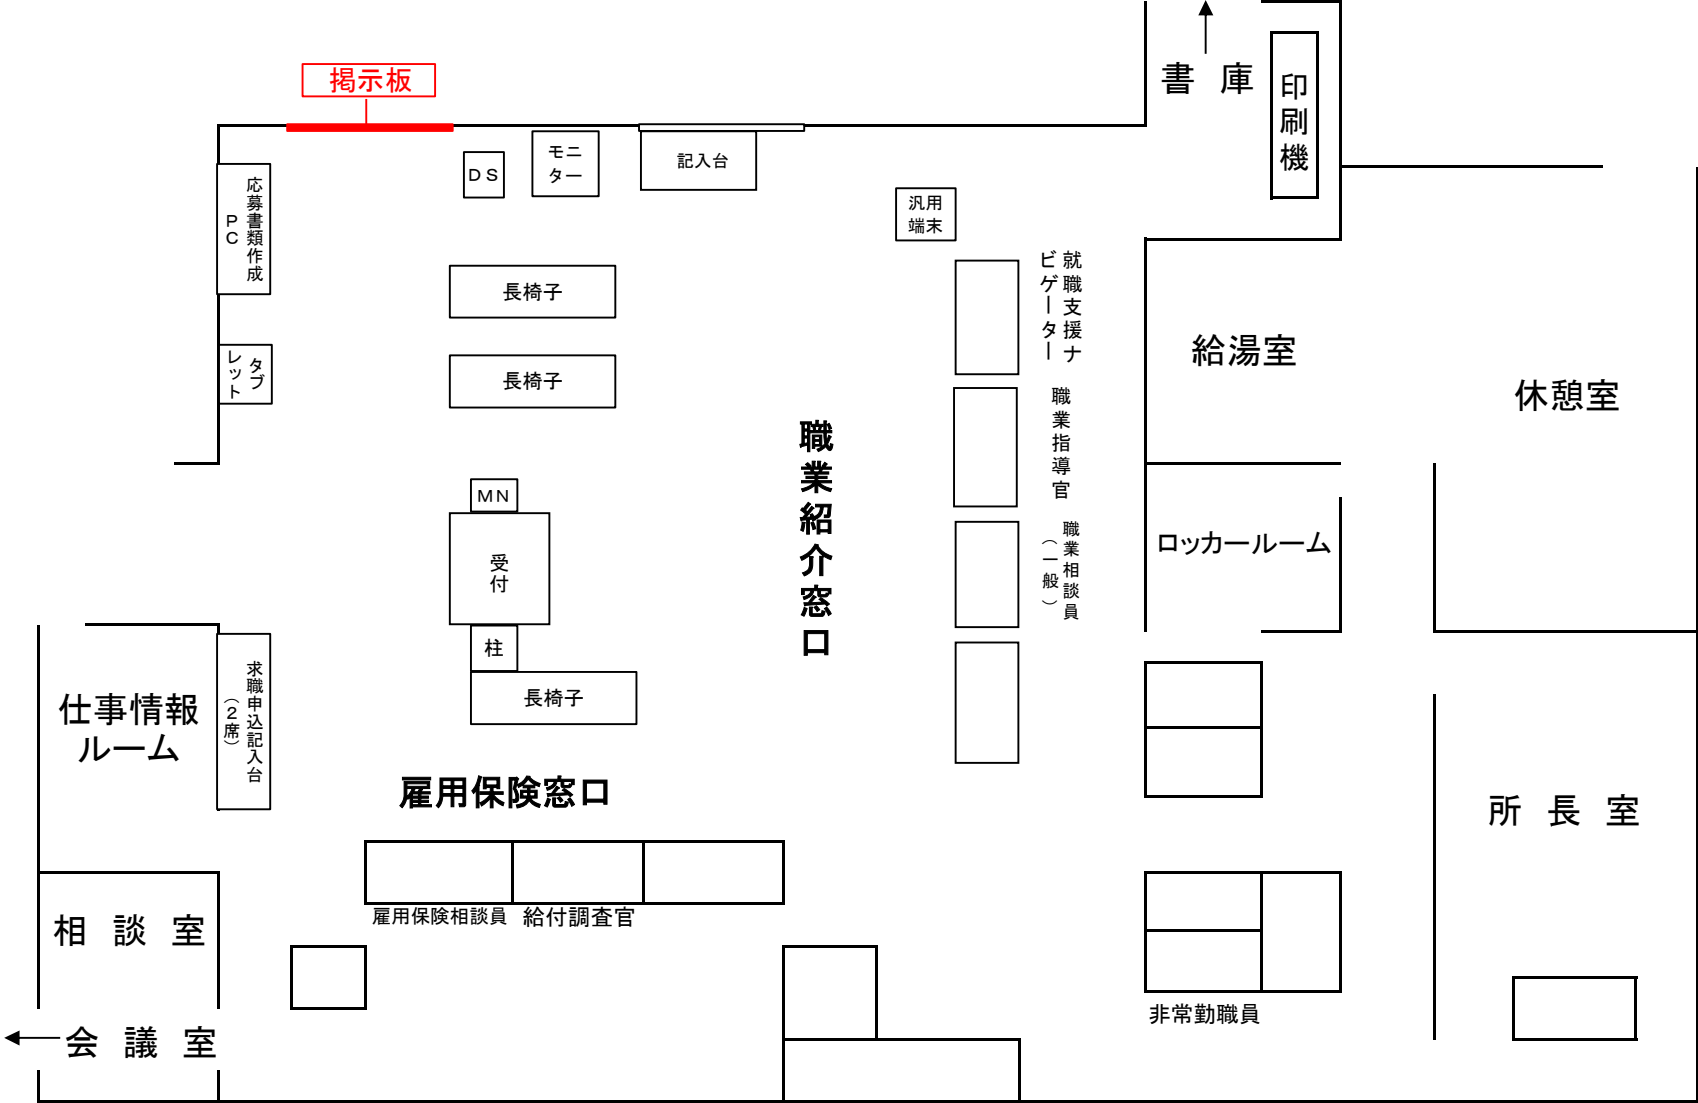 書　庫
印刷機
掲示板
ＤＳ
モニ
ター
記入台
応募書類作成
ＰＣ
汎用
端末
就職支援ナ
ビゲーター
長椅子
タブ
レット
長椅子
給湯室
休憩室
職業指導官
職業紹介窓口
ＭＮ
受付
職業相談員
（一般）
ロッカールーム
柱
長椅子
仕事情報
ルーム
求職申込記入台
（２席）
雇用保険窓口
所　長　室
雇用保険相談員
給付調査官
相　談　室
非常勤職員
会　議　室